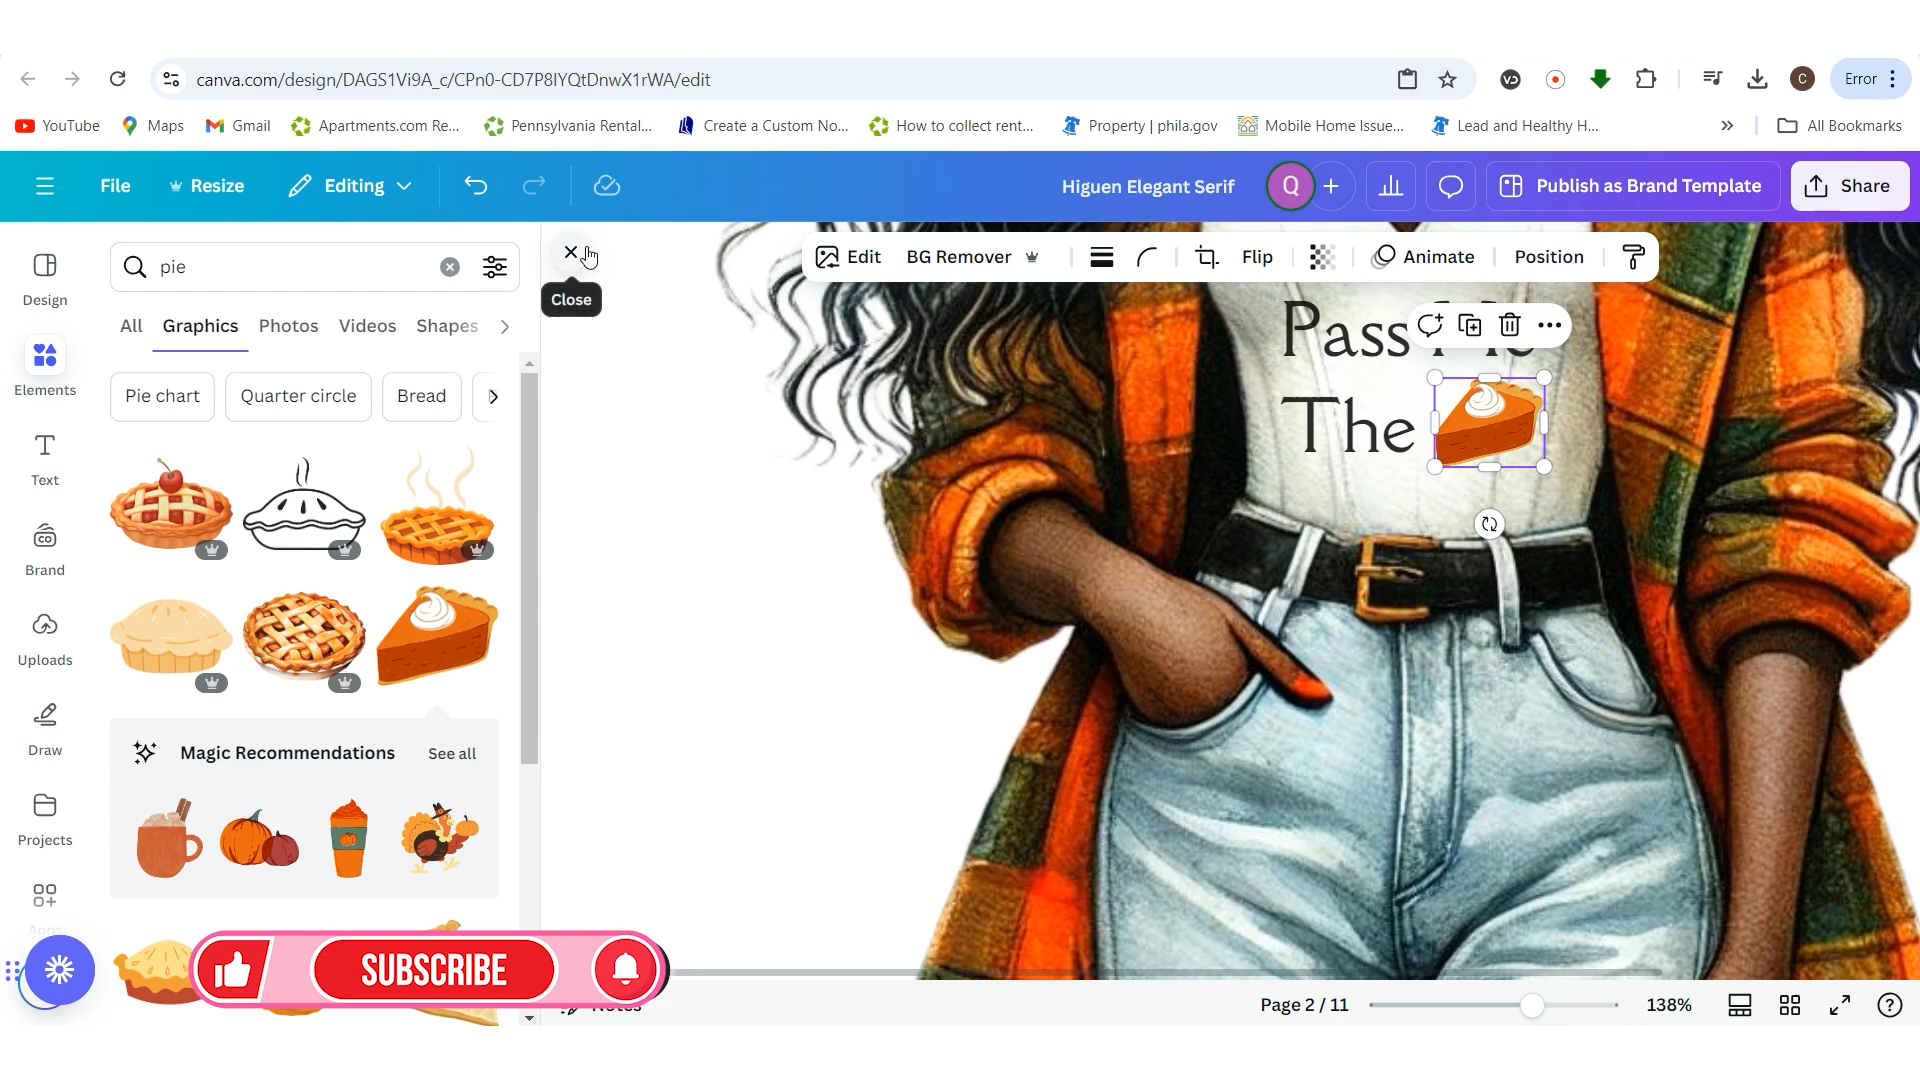 canva.com/design/DAGS1Vi9A_c/CPn0-CD7P8IYQtDnwX1rWA/edit
Error
YouTube
Maps
Gmail
Apartments.com Re...
Pennsylvania Rental...
Create a Custom No...
How to collect rent...
Property | phila.gov
Mobile Home Issue...
Lead and Healthy H...
All Bookmarks
File
Resize
Editing
Higuen Elegant Serif
Q
Publish as Brand Template
Share
Design
Elements
Text
Brand
Uploads
Draw
Projects
Apps
pie
All
Graphics
Photos
Videos
Shapes
Pie chart
Quarter circle
Bread
Magic Recommendations
See all
Close
Edit
BG Remover
Flip
Animate
Position
Pass
The
SUBSCRIBE
Notes
Page 2 / 11
138%